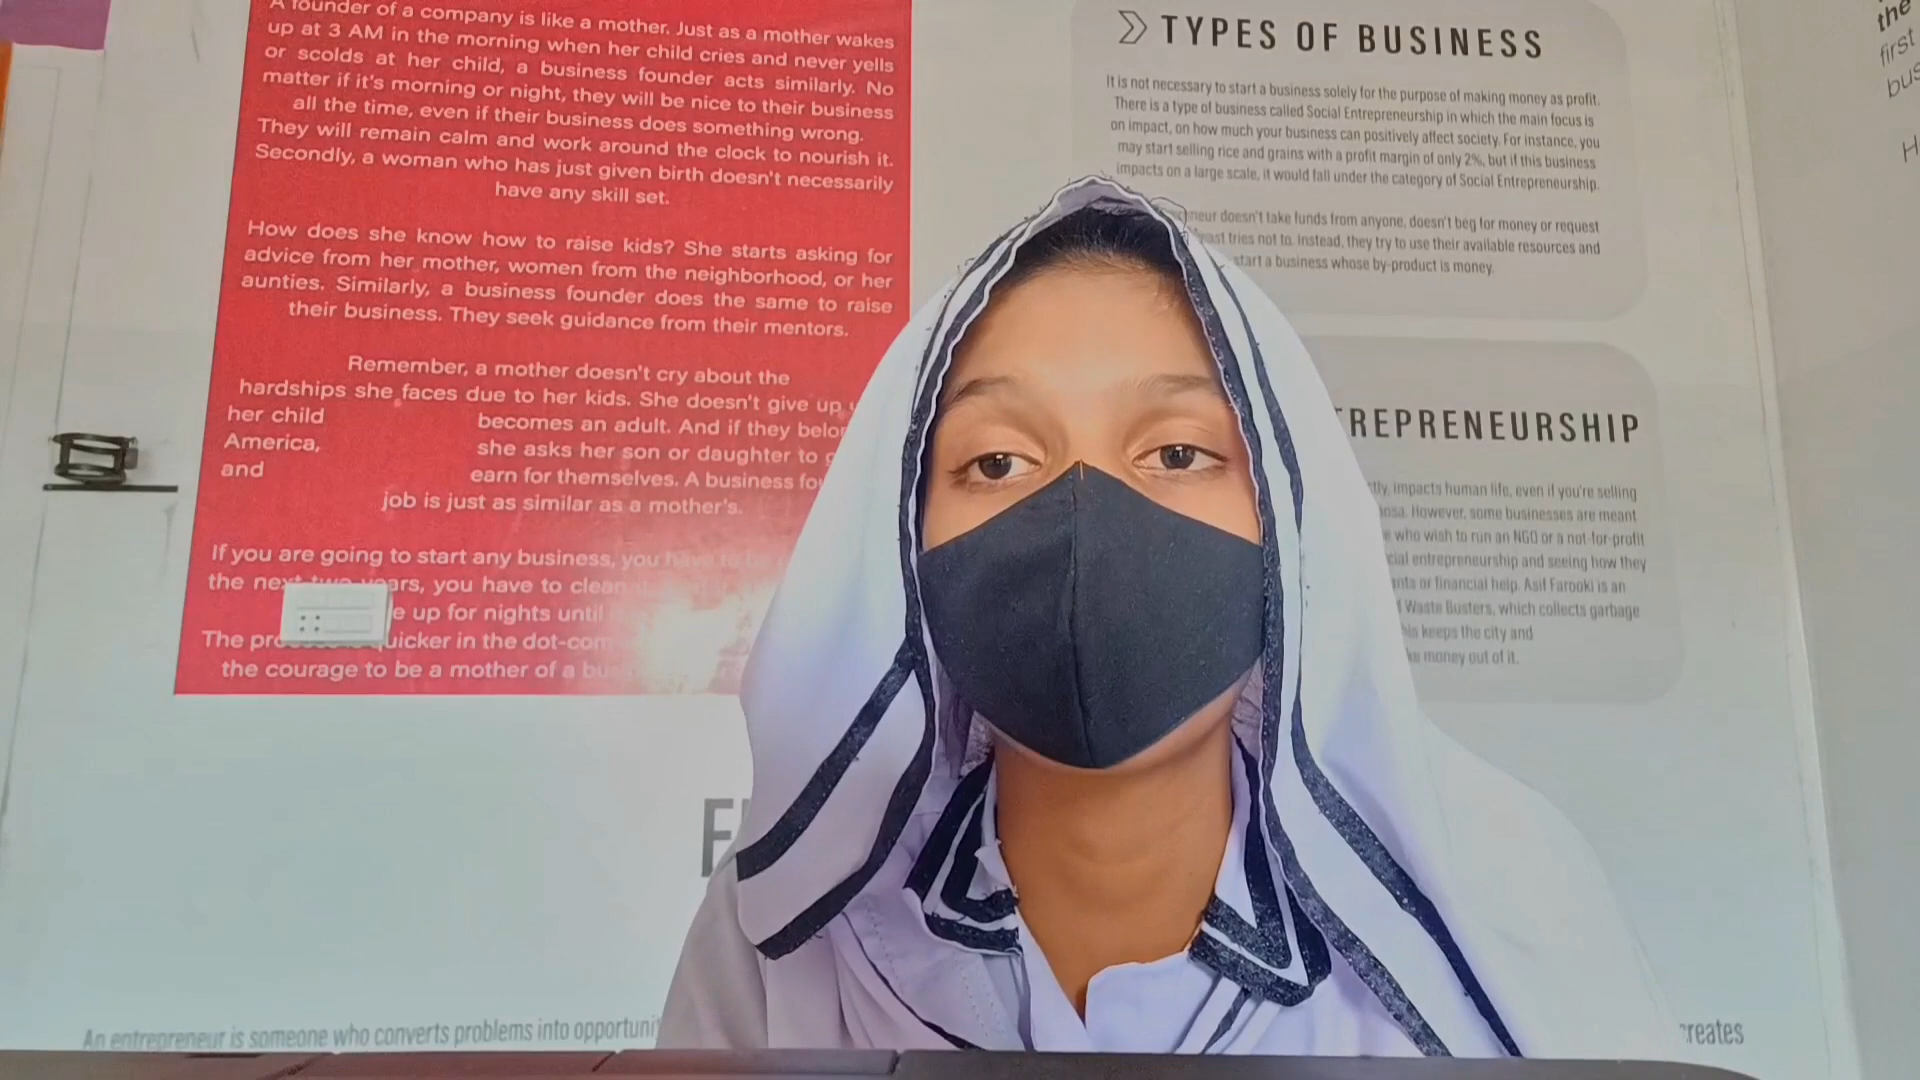 A founder of a company is like a mother. Just as a mother wakes
up at 3 AM in the morning when her child cries and never yells
or scolds at her child, a business founder acts similarly. No
matter if it's morning or night, they will be nice to their business
all the time, even if their business does something wrong.
They will remain calm and work around the clock to nourish it.
Secondly, a woman who has just given birth doesn't necessarily
have any skill set.
How does she know how to raise kids? She starts asking for
advice from her mother, women from the neighborhood, or her
aunties. Similarly, a business founder does the same to raise
their business. They seek guidance from their mentors.
Remember, a mother doesn't cry about the
hardships she faces due to her kids. She doesn't give up
her child becomes an adult. And if they
America, she asks her son or daughter to
and earn for themselves. A business
job is just as similar as a mother's.
If you are going to start any business, you have to
the next two years, you have to clean
up for nights until
The in the dot-com
the courage to be a mother of a
TYPES OF BUSINESS
It is not necessary to start a business solely for the purpose of making money as profit.
There is a type of business called Social Entrepreneurship in which the main focus is
on impact, on how much your business can positively affect society. For instance, you
may start selling rice and grains with a profit margin of only 2%, but if this business
impacts on a large scale, it would fall under the category of Social Entrepreneurship.
doesn't take funds from anyone, doesn't beg for money or request
tries not to. Instead, they try to use their available resources and
start a business whose by-product is money.
REPRENEURSHIP
impacts human life, even if you're selling
However, some businesses are meant
who wish to run an NGO or a not-for-profit
entrepreneurship and seeing how they
or financial help. Asif Farooki is an
Waste Busters, which collects garbage
keeps the city and
money out of it.
An entrepreneur is someone who converts problems into
the
first